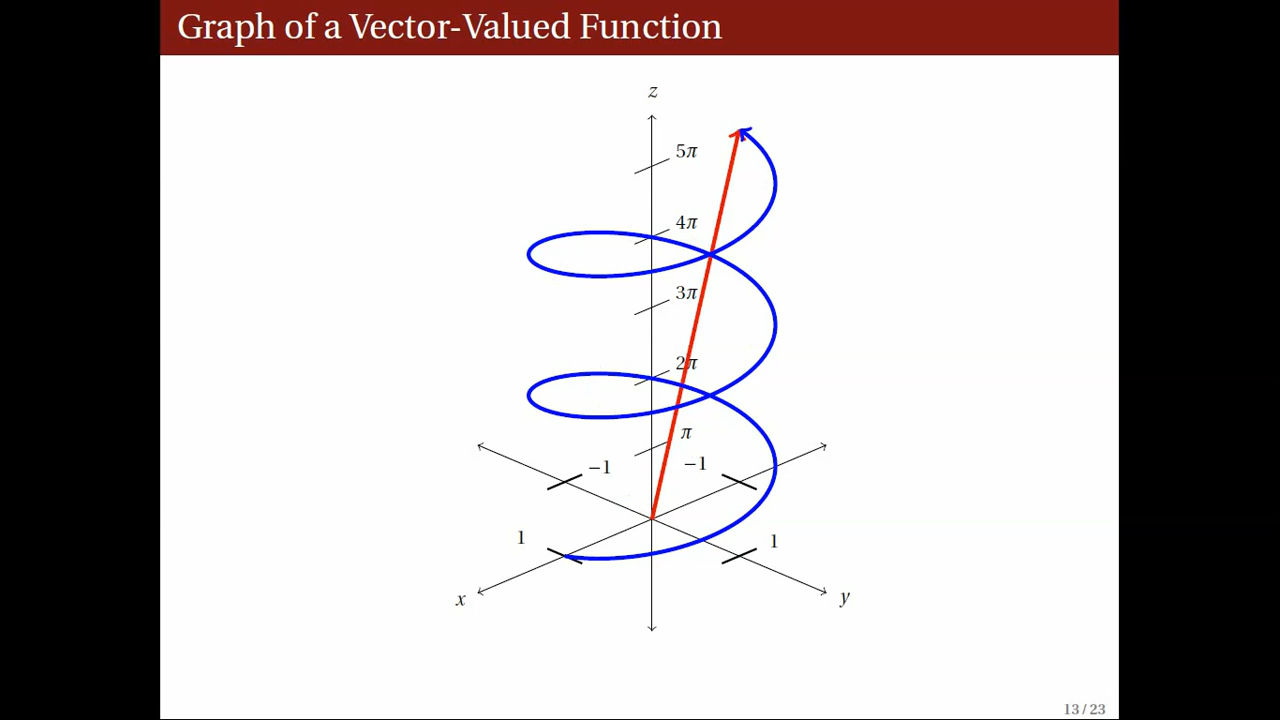 Graph of a Vector-Valued Function
z
5π
4π
3π
2π
π
−1
−1
1
1
x
y
13 / 23